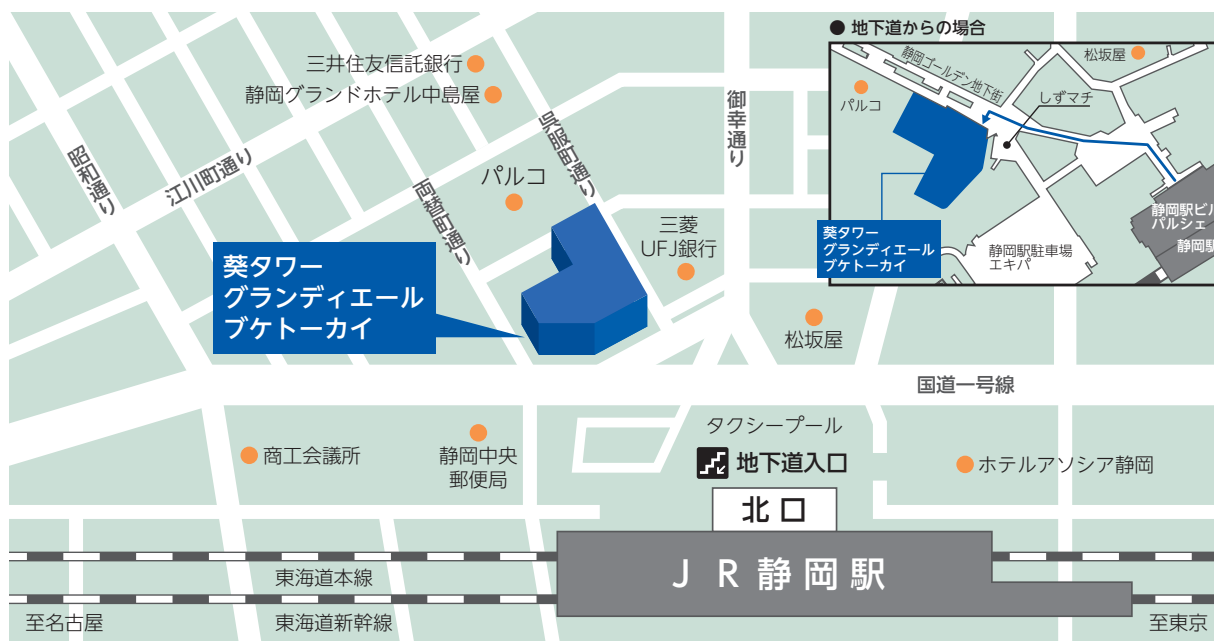 ● 地下道からの場合
三井住友信託銀行
静岡グランドホテル中島屋
昭和通り
江川町通り
両替町通り
呉服町通り
御幸通り
パルコ
三菱
UFJ銀行
松坂屋
葵タワー
グランディエール
ブケトーカイ
国道一号線
静岡ゴールデン地下街
松坂屋
パルコ
しずマチ
葵タワー
グランディエール
ブケトーカイ
静岡駅駐車場
エキパ
静岡駅ビル
パルシェ
静岡駅
商工会議所
静岡中央
郵便局
タクシープール
地下道入口
ホテルアソシア静岡
北口
JR静岡駅
東海道本線
至名古屋
東海道新幹線
至東京